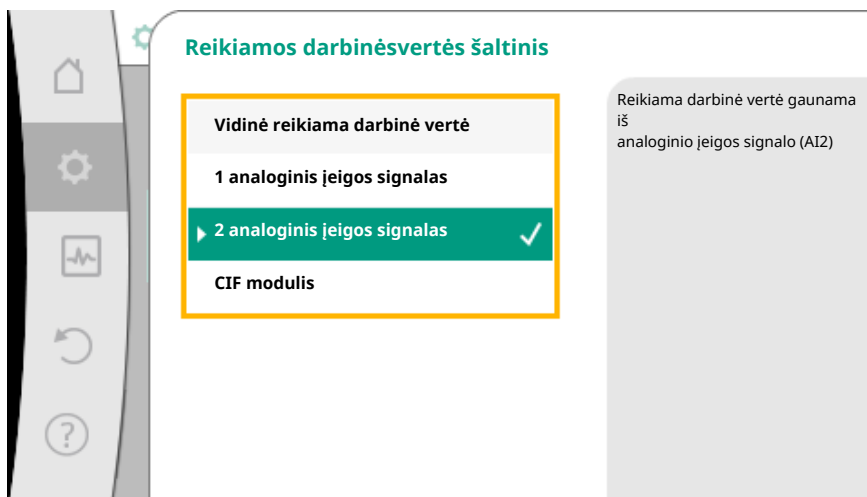 Reikiamos darbinėsvertės šaltinis
Vidinė reikiama darbinė vertė
1 analoginis įeigos signalas
2 analoginis įeigos signalas
CIF modulis
Reikiama darbinė vertė gaunama
iš
analoginio įeigos signalo (AI2)